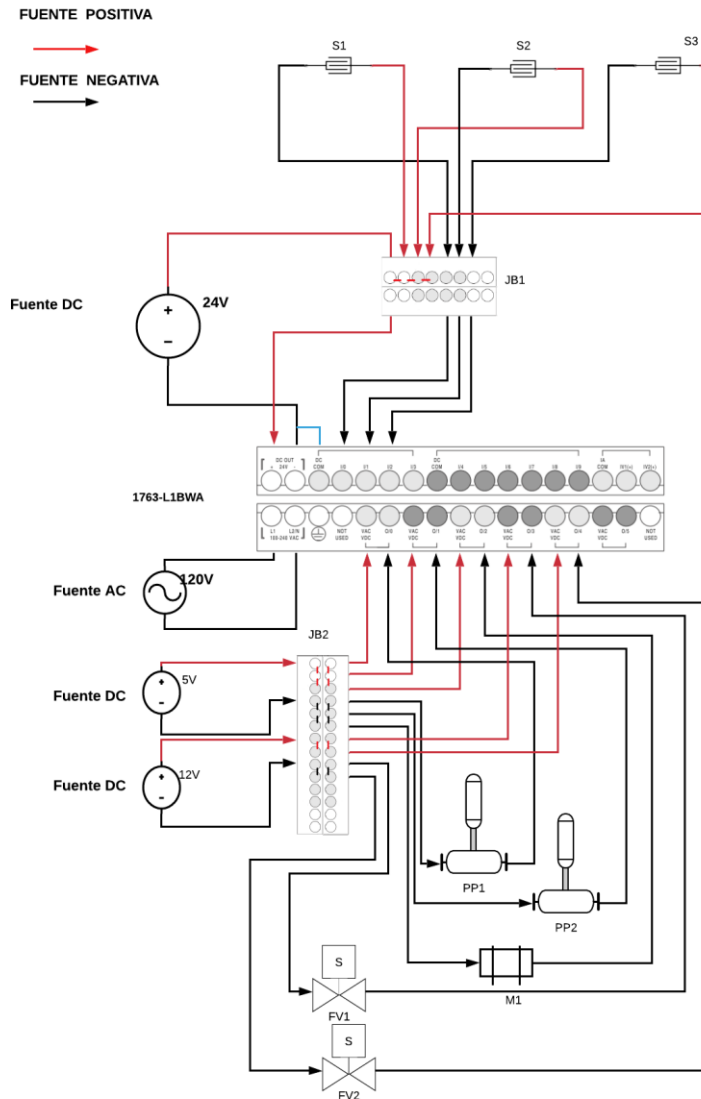 FUENTE POSITIVA
FUENTE NEGATIVA
S1
S2
S3
JB1
Fuente DC
24V
+
−
DC OUT
+ 24V -
DC
COM
I/0
I/1
I/2
I/3
DC
COM
I/4
I/5
I/6
I/7
I/8
I/9
IA
COM
IV1(+)
IV2(+)
1763-L1BWA
L1
L2/N
100-240 VAC
NOT
USED
VAC
VDC
O/0
VAC
VDC
O/1
VAC
VDC
O/2
VAC
VDC
O/3
VAC
VDC
O/4
VAC
VDC
O/5
NOT
USED
Fuente AC
120V
JB2
Fuente DC
5V
+
−
Fuente DC
12V
+
−
PP1
PP2
S
M1
FV1
S
FV2